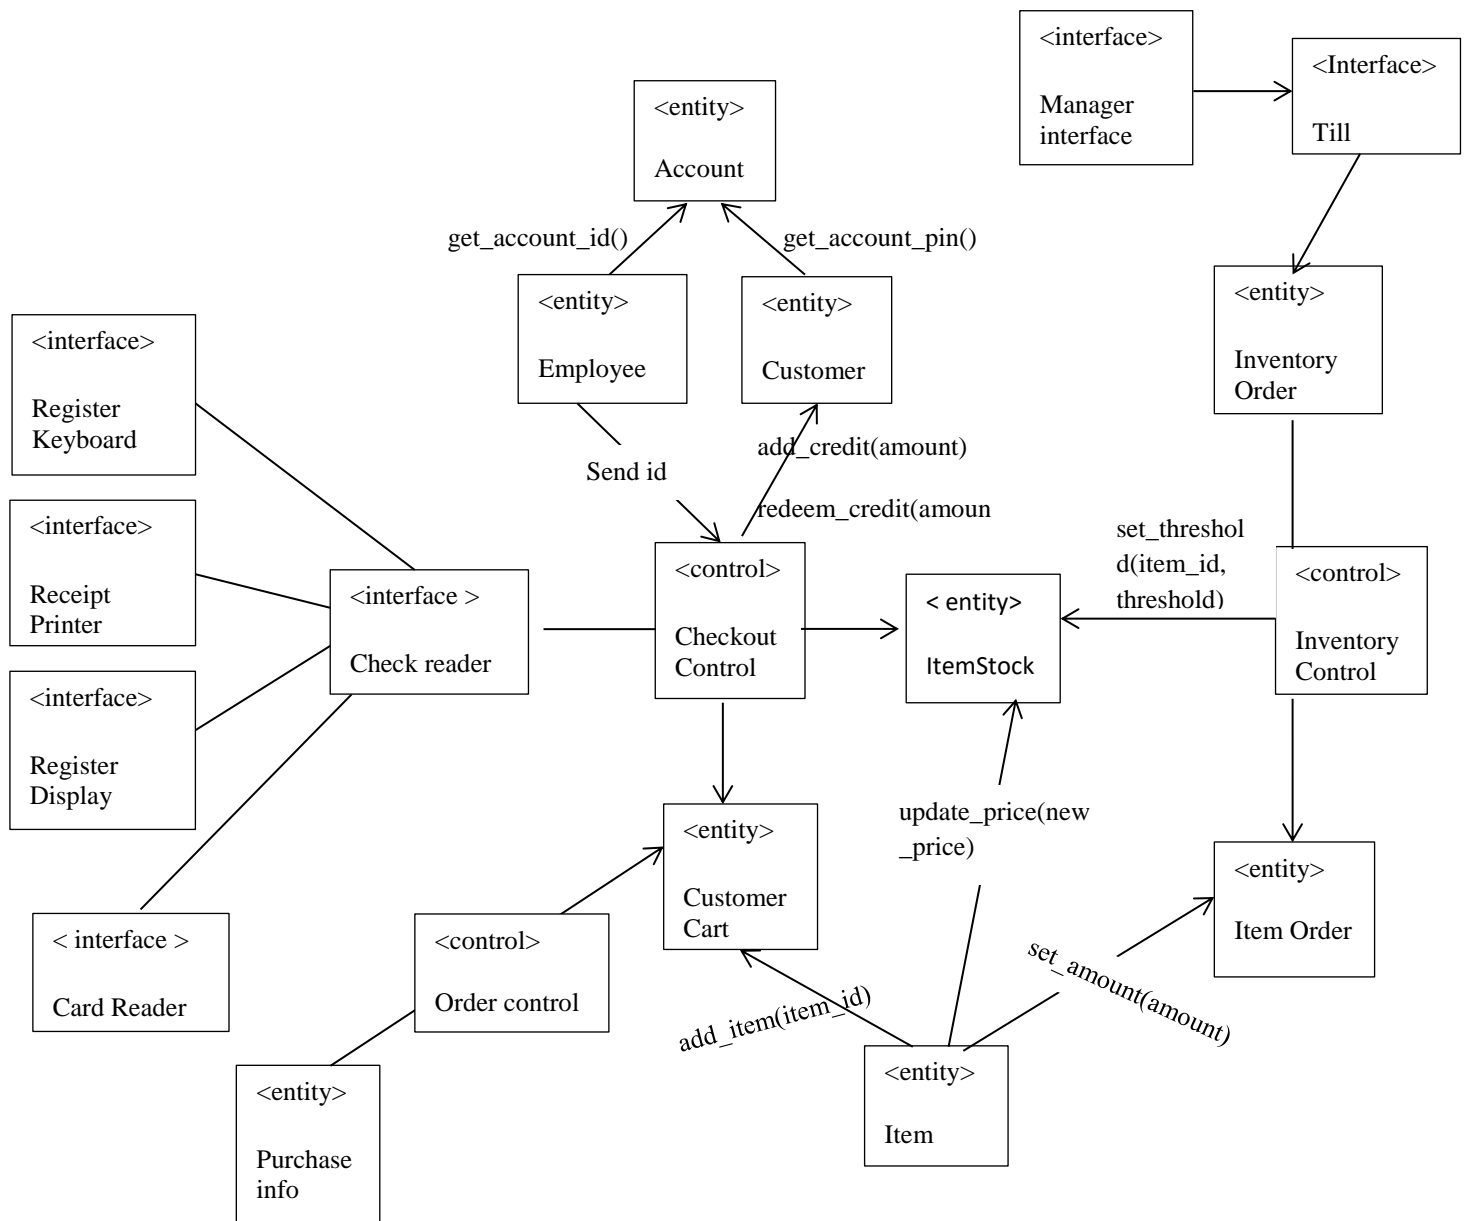 <interface>
Manager
interface
<Interface>
Till
<entity>
Account
get_account_id()
get_account_pin()
<entity>
Employee
<entity>
Customer
<entity>
Inventory
Order
<interface>
Register
Keyboard
Send id
add_credit(amount)
redeem_credit(amoun
<interface>
Receipt
Printer
<interface >
Check reader
<control>
Checkout
Control
< entity>
ItemStock
set_threshol
d(item_id,
threshold)
<control>
Inventory
Control
<interface>
Register
Display
<entity>
Customer
Cart
update_price(new
_price)
<entity>
Item Order
< interface >
Card Reader
<control>
Order control
add_item(item_id)
set_amount(amount)
<entity>
Item
<entity>
Purchase
info